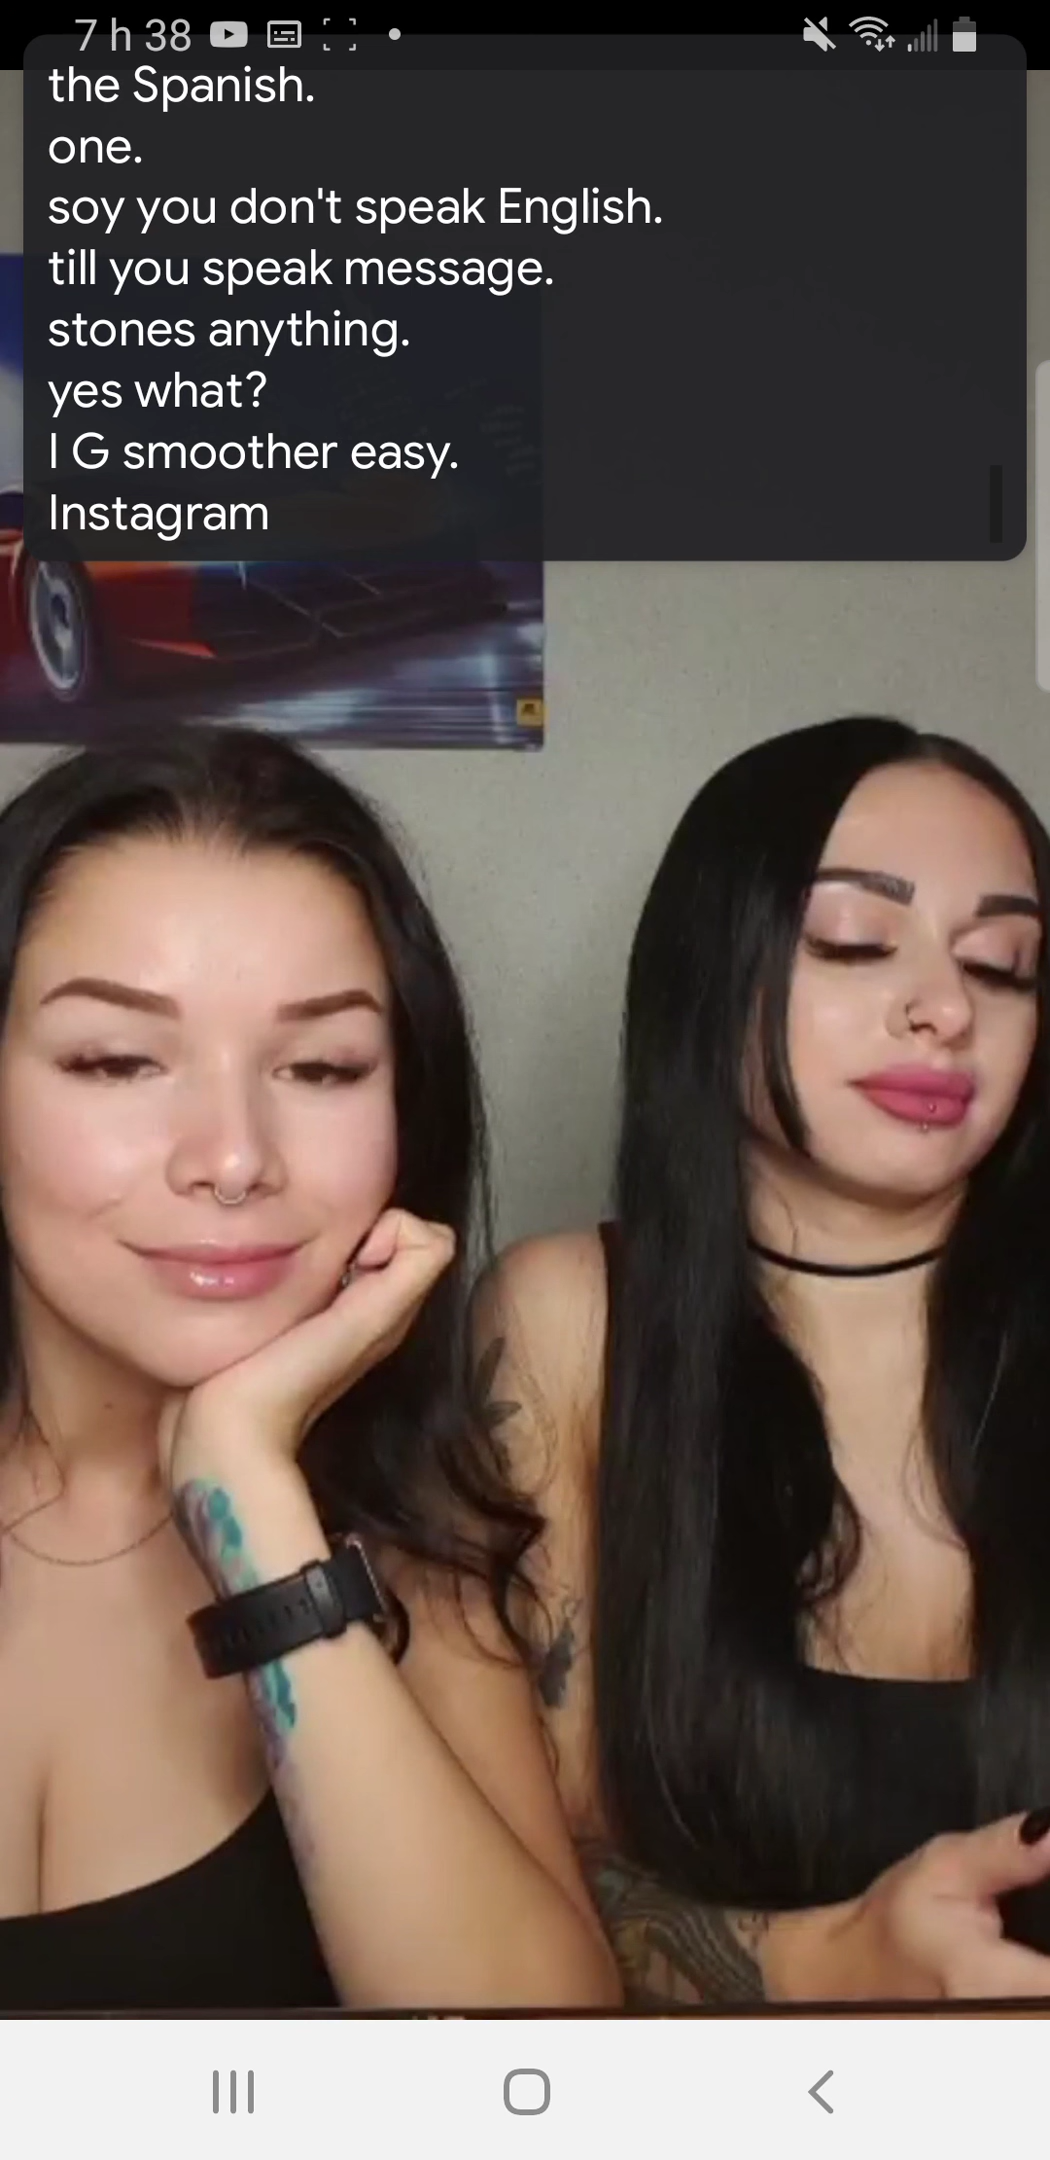 7 h 38
the Spanish.
one.
soy you don't speak English.
till you speak message.
stones anything.
yes what?
I G smoother easy.
Instagram